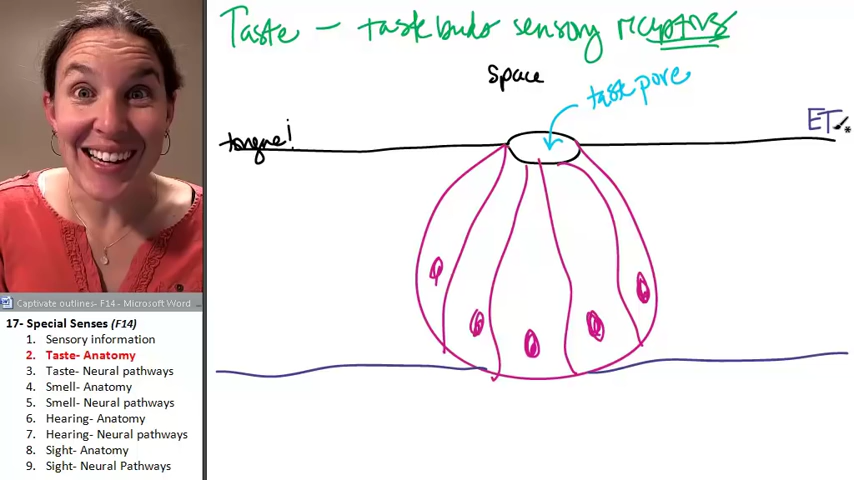 Taste - taste buds sensory receptors
Space
taste pore
tongue!
ET
Captivate outlines- F14 - Microsoft Word
17- Special Senses (F14)
1. Sensory information
2. Taste- Anatomy
3. Taste- Neural pathways
4. Smell- Anatomy
5. Smell- Neural pathways
6. Hearing- Anatomy
7. Hearing- Neural pathways
8. Sight- Anatomy
9. Sight- Neural Pathways